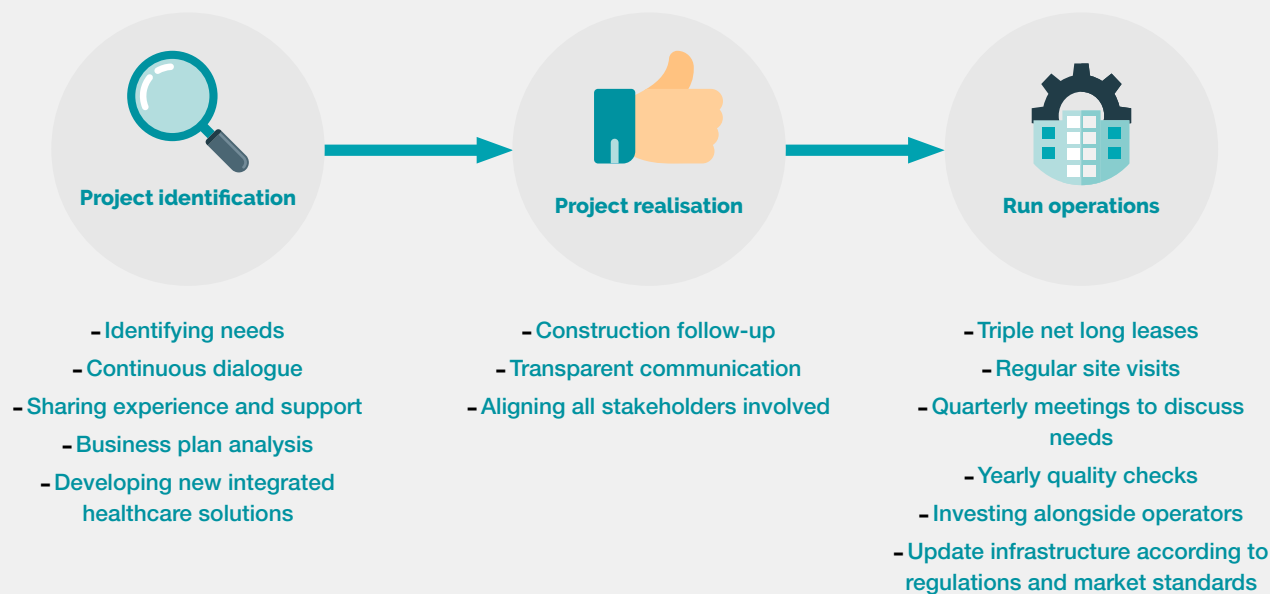 Project identification
- Identifying needs
- Continuous dialogue
- Sharing experience and support
- Business plan analysis
- Developing new integrated
healthcare solutions
Project realisation
- Construction follow-up
- Transparent communication
- Aligning all stakeholders involved
Run operations
- Triple net long leases
- Regular site visits
- Quarterly meetings to discuss
needs
- Yearly quality checks
- Investing alongside operators
- Update infrastructure according to
regulations and market standards